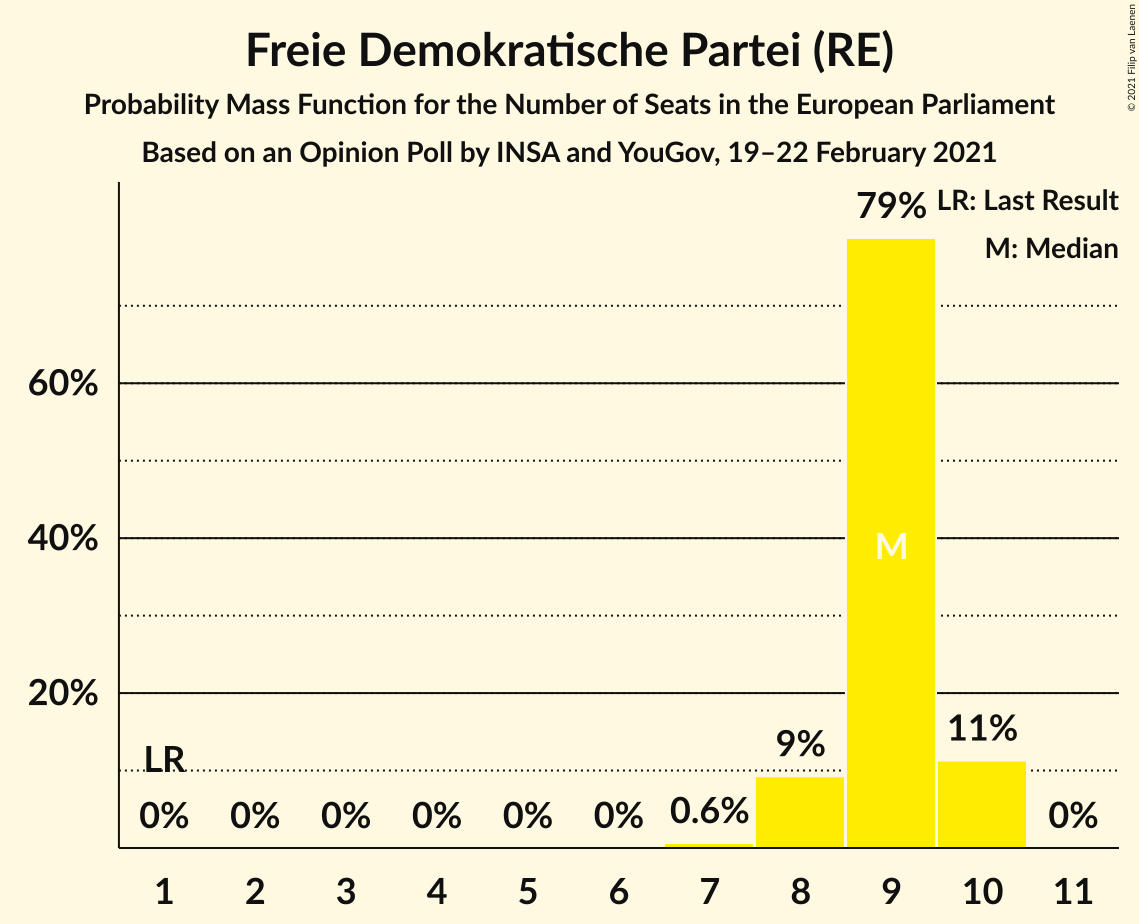 Freie Demokratische Partei (RE)
Probability Mass Function for the Number of Seats in the European Parliament
Based on an Opinion Poll by INSA and YouGov, 19–22 February 2021
© 2021 Filip van Laenen
79%
LR: Last Result
M: Median
60%
40%
M
20%
11%
9%
LR
0% 0% 0% 0% 0% 0% 0.6% 0%
1 2 3 4 5 6 7 8 9 10 11